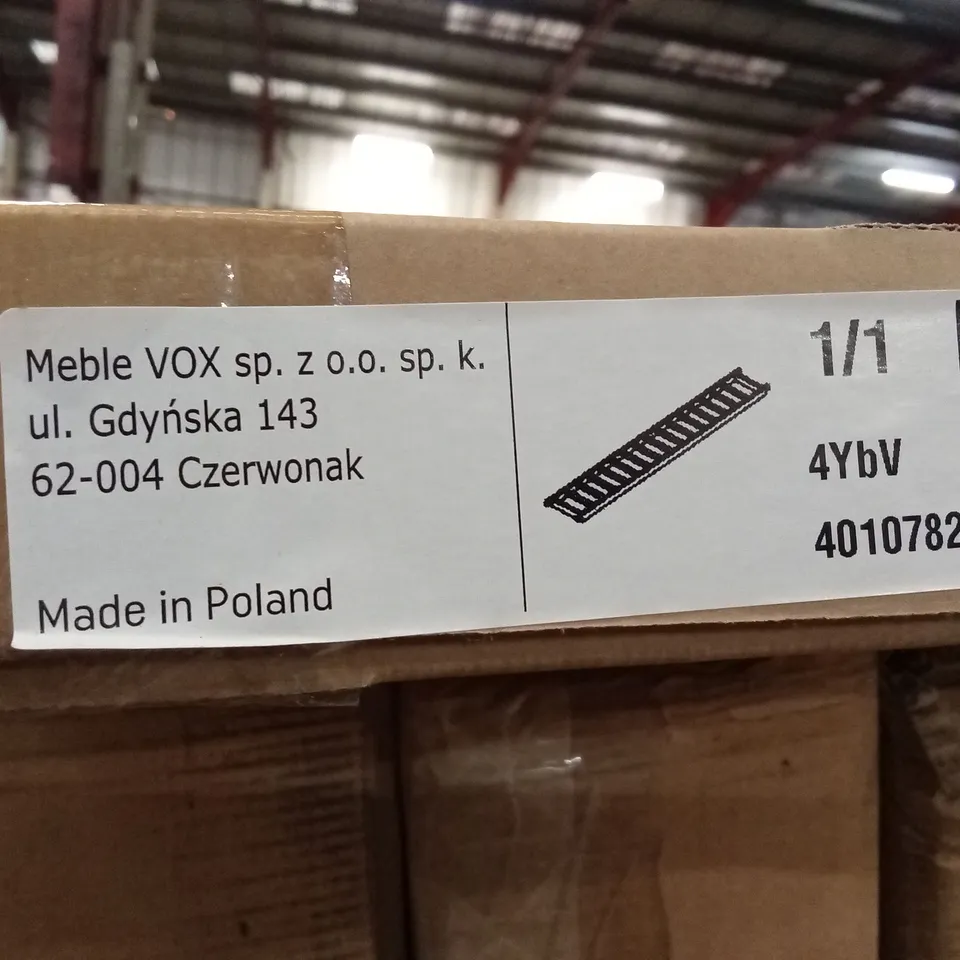 Meble VOX sp. z o.o. sp. k.
ul. Gdyńska 143
62-004 Czerwonak
Made in Poland
1/1
4YbV
4010782